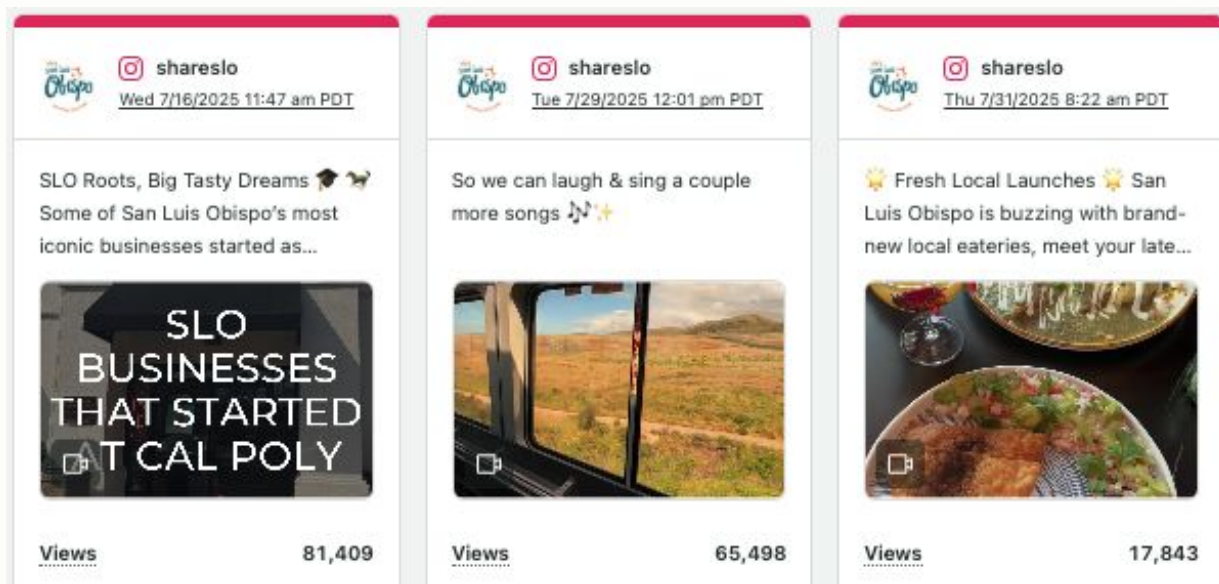 shareslo
Wed 7/16/2025 11:47 am PDT
SLO Roots, Big Tasty Dreams 🎓 🐎
Some of San Luis Obispo's most
iconic businesses started as...
SLO
BUSINESSES
THAT STARTED
AT CAL POLY
Views 81,409
Obispo
shareslo
Tue 7/29/2025 12:01 pm PDT
So we can laugh & sing a couple
more songs 🎶✨
Views 65,498
Obispo
shareslo
Thu 7/31/2025 8:22 am PDT
🌟 Fresh Local Launches 🌟 San
Luis Obispo is buzzing with brand-
new local eateries, meet your late...
Views 17,843
Obispo